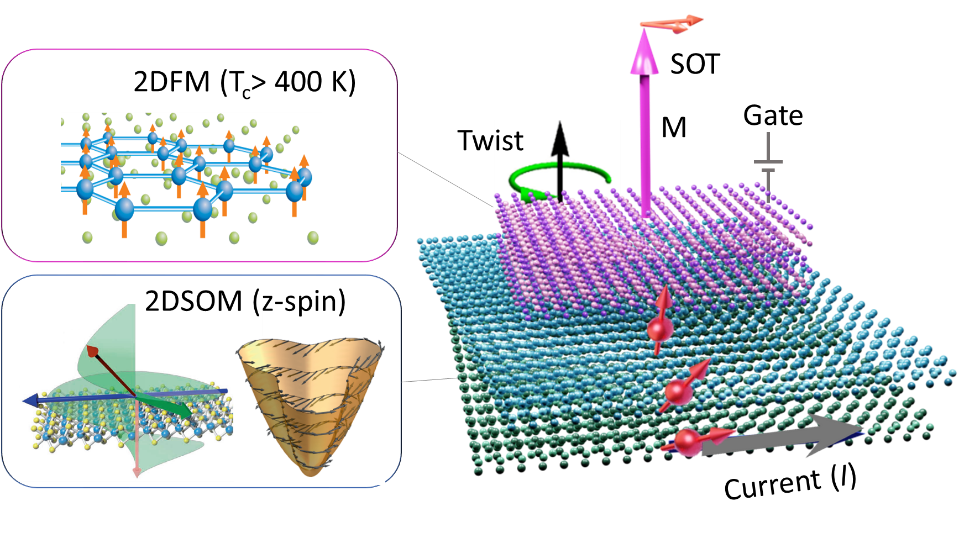 2DFM (Tc> 400 K)
2DSOM (z-spin)
Twist
SOT
M
Gate
Current (I)